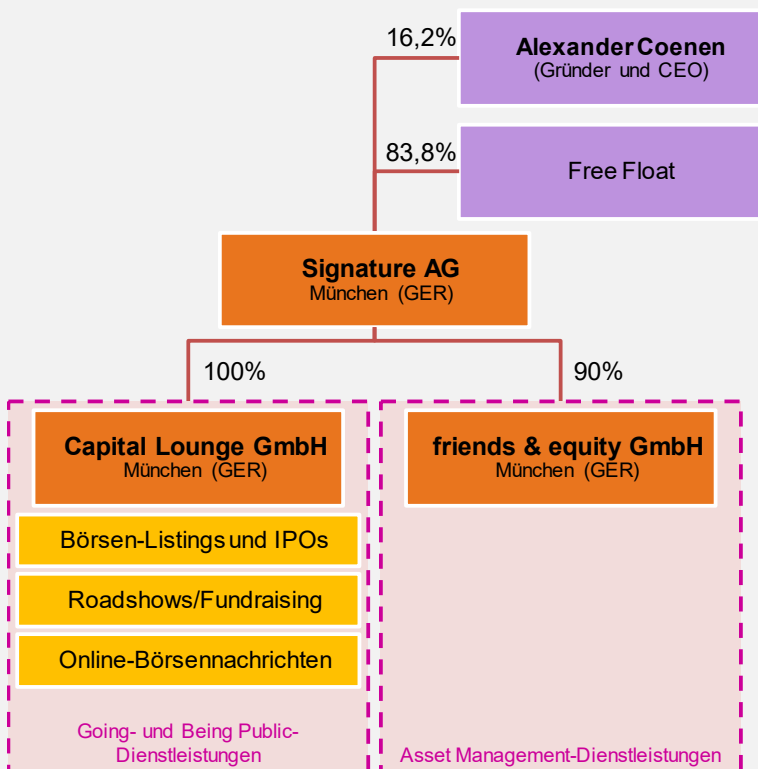 16,2%
Alexander Coenen
(Gründer und CEO)
83,8%
Free Float
Signature AG
München (GER)
100%
90%
Capital Lounge GmbH
München (GER)
friends & equity GmbH
München (GER)
Börsen-Listings und IPOs
Roadshows/Fundraising
Online-Börsennachrichten
Going- und Being Public-
Dienstleistungen
Asset Management-Dienstleistungen